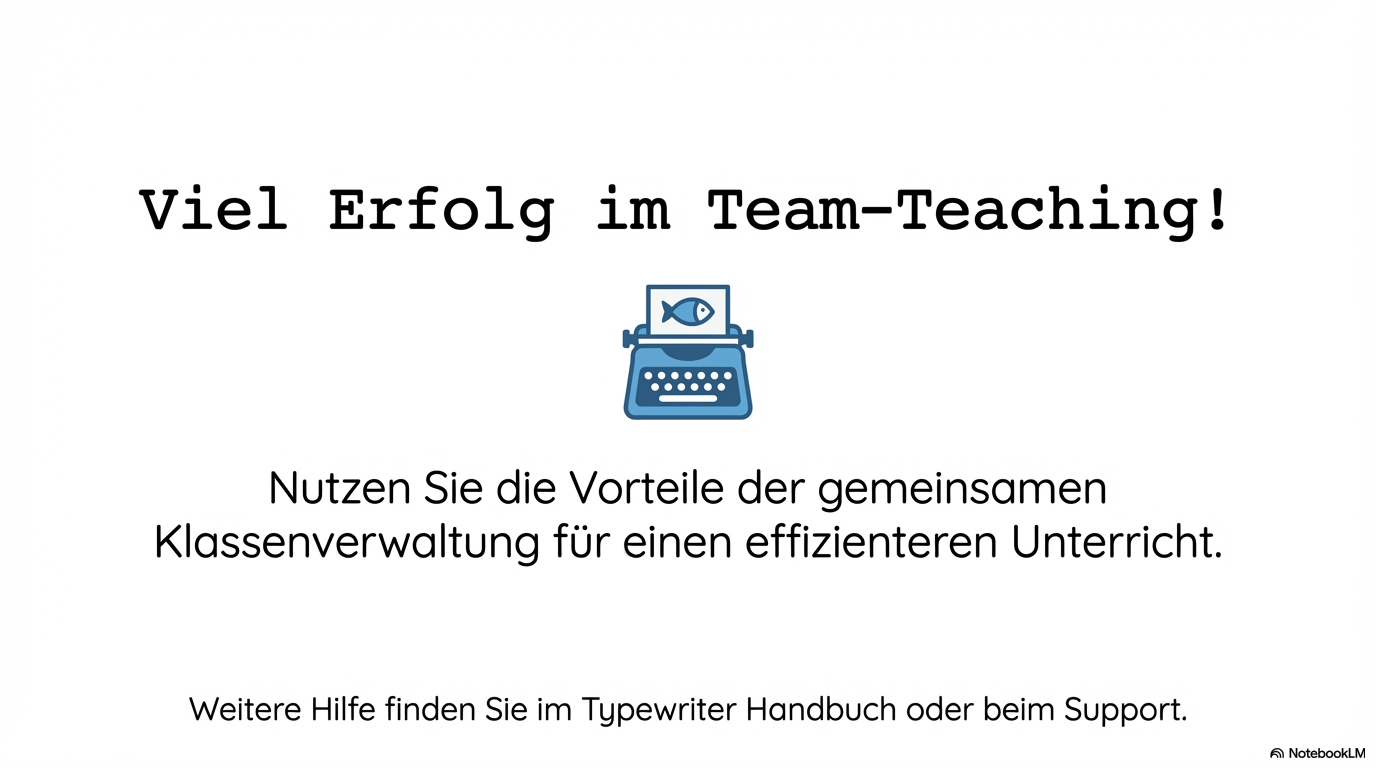 Viel Erfolg im Team-Teaching!
Nutzen Sie die Vorteile der gemeinsamen
Klassenverwaltung für einen effizienteren Unterricht.
Weitere Hilfe finden Sie im Typewriter Handbuch oder beim Support.
NotebookLM